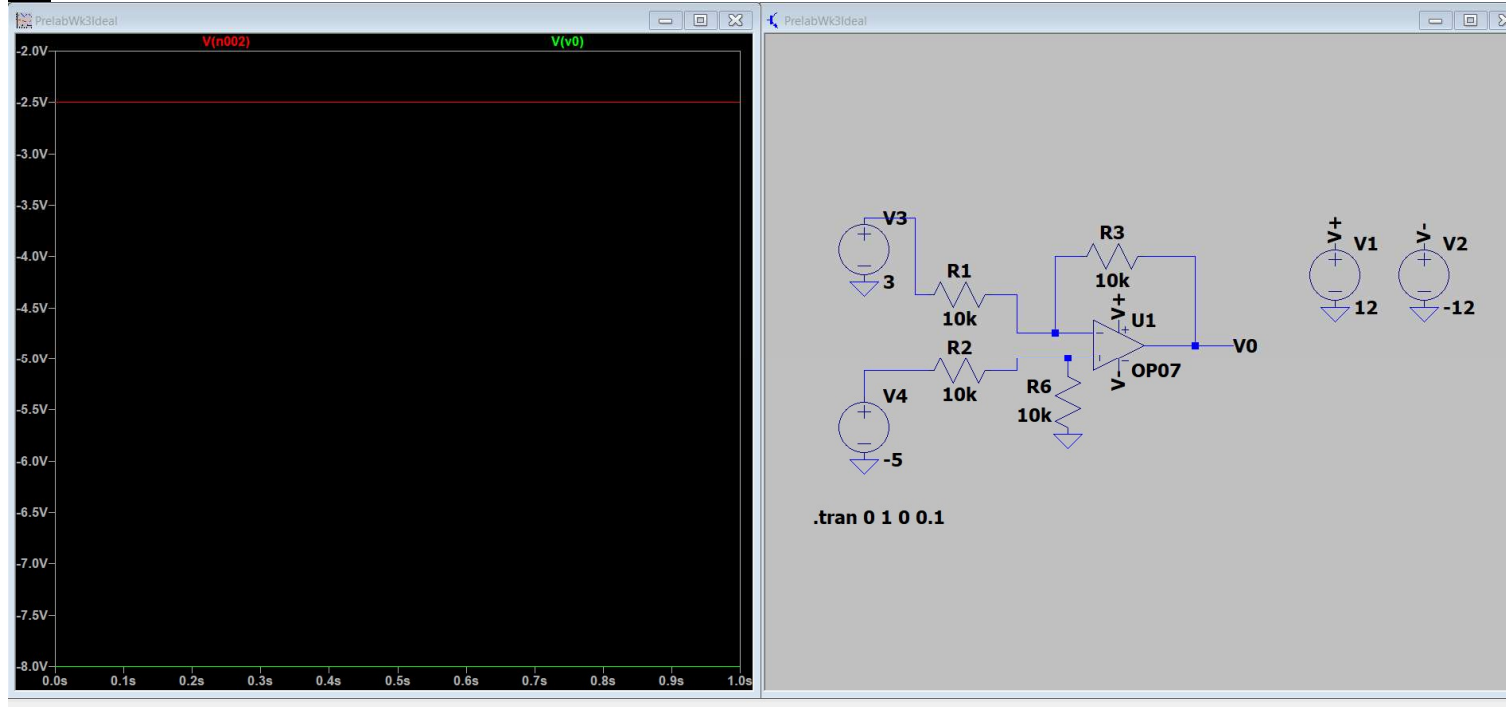 PrelabWk3Ideal
V(n002)
V(v0)
-2.0V
-2.5V
-3.0V
-3.5V
-4.0V
-4.5V
-5.0V
-5.5V
-6.0V
-6.5V
-7.0V
-7.5V
-8.0V
0.0s 0.1s 0.2s 0.3s 0.4s 0.5s 0.6s 0.7s 0.8s 0.9s 1.0s
PrelabWk3Ideal
V3
3
R1
10k
R2
10k
V4
-5
R3
10k
V+
U1
OP07
V-
R6
10k
V0
V+
V1
12
V-
V2
-12
.tran 0 1 0 0.1